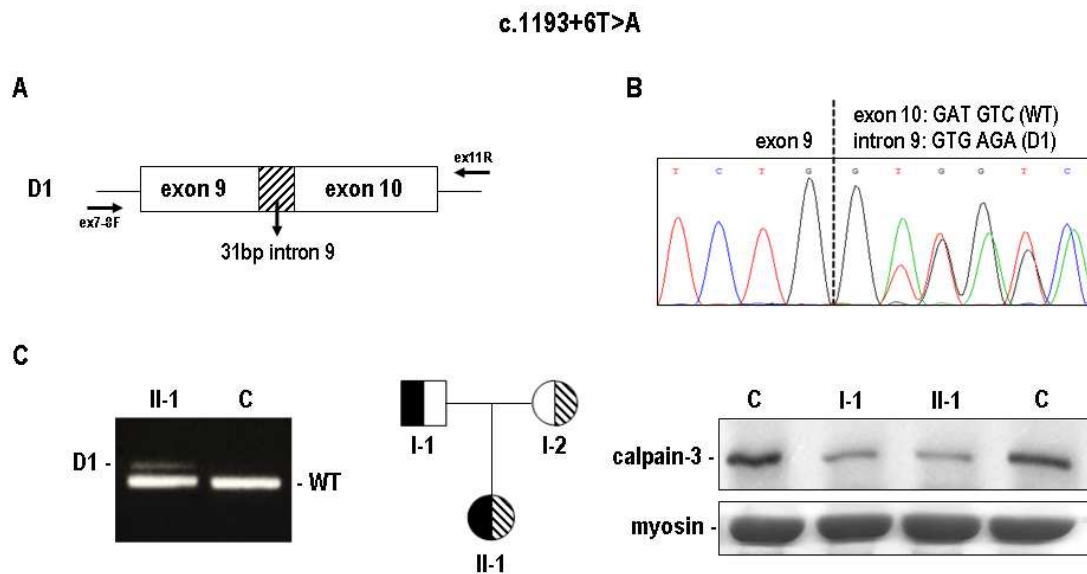 c.1193+6T>A
A
D1
exon 9
exon 10
ex11R
ex7-8F
31bp intron 9
B
exon 9
exon 10: GAT GTC (WT)
intron 9: GTG AGA (D1)
T C T G G T G G T C
C
II-1 C
D1 -
- WT
I-1
I-2
II-1
C I-1 II-1 C
calpain-3 -
myosin -